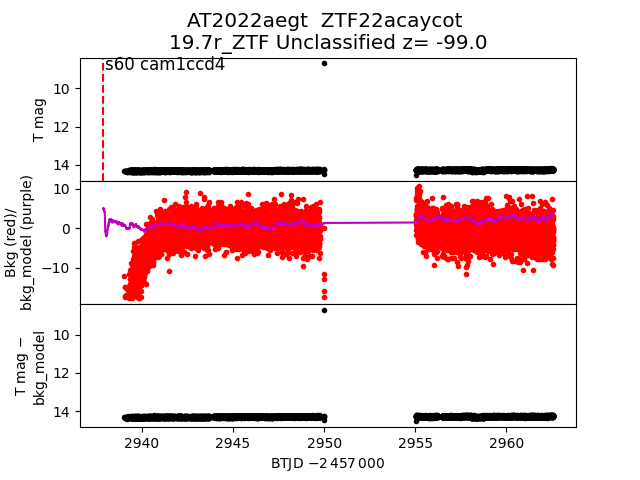 AT2022aegt  ZTF22acaycot
19.7r_ZTF Unclassified z= -99.0
s60 cam1ccd4
T mag
10
12
14
Bkg (red)/
bkg_model (purple)
10
0
−10
T mag −
bkg_model
10
12
14
2940 2945 2950 2955 2960
BTJD −2 457 000